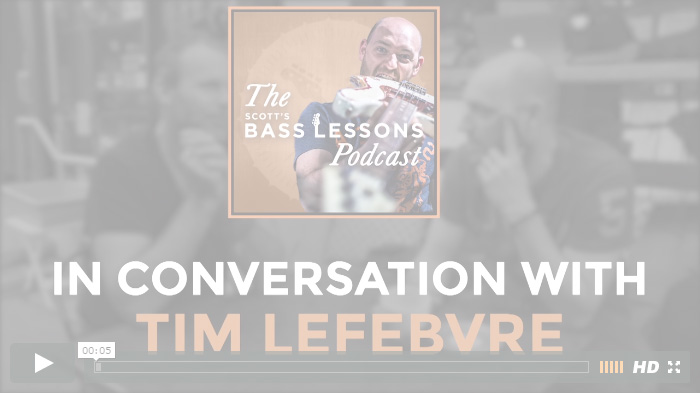 The
SCOTT'S
BASS LESSONS
Podcast
IN CONVERSATION WITH
TIM LEFEBVRE
00:05
HD